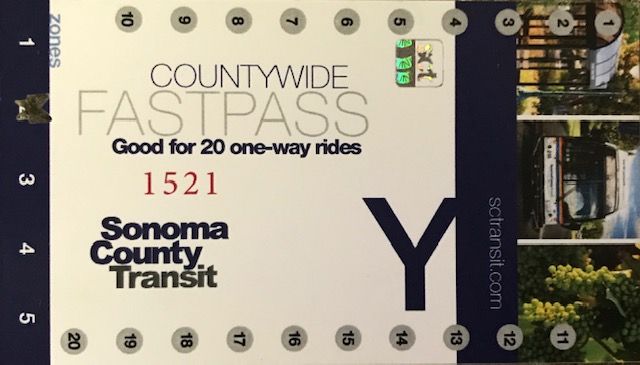 10 9 8 7 6 5 4 3 2 1
zones
1
3
4
5
COUNTYWIDE
FASTPASS
Good for 20 one-way rides
1521
Sonoma
County
Transit
Y
sctransit.com
20 19 18 17 16 15 14 13 12 11